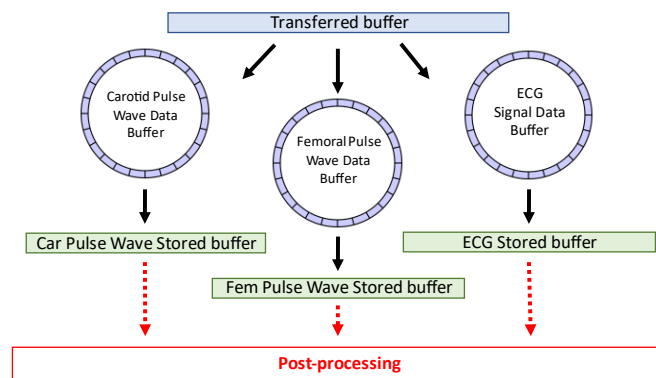 Transferred buffer
Carotid Pulse
Wave Data
Buffer
Femoral Pulse
Wave Data
Buffer
ECG
Signal Data
Buffer
Car Pulse Wave Stored buffer
Fem Pulse Wave Stored buffer
ECG Stored buffer
Post-processing